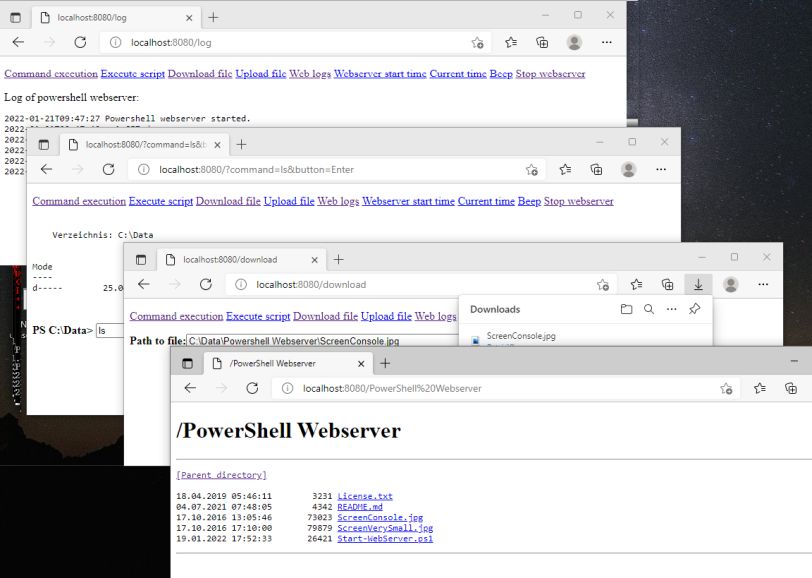 localhost:8080/log
localhost:8080/log
Command execution Execute script Download file Upload file Web logs Webserver start time Current time Beep Stop webserver
Log of powershell webserver:
2022-01-21T09:47:27 Powershell webserver started.
localhost:8080/?command=ls&b
localhost:8080/?command=ls&button=Enter
Command execution Execute script Download file Upload file Web logs Webserver start time Current time Beep Stop webserver
Verzeichnis: C:\Data
Mode
----
d----- 25.0
PS C:\Data> ls
localhost:8080/download
localhost:8080/download
Command execution Execute script Download file Upload file Web logs
Downloads
ScreenConsole.jpg
Path to file: C:\Data\Powershell Webserver\ScreenConsole.jpg
/PowerShell Webserver
localhost:8080/PowerShell%20Webserver
/PowerShell Webserver
[Parent directory]
18.04.2019 05:46:11 3231 License.txt
04.07.2021 07:48:05 4342 README.md
17.10.2016 13:05:46 73023 ScreenConsole.jpg
17.10.2016 17:10:00 79879 ScreenVerySmall.jpg
19.01.2022 17:52:33 26421 Start-WebServer.ps1